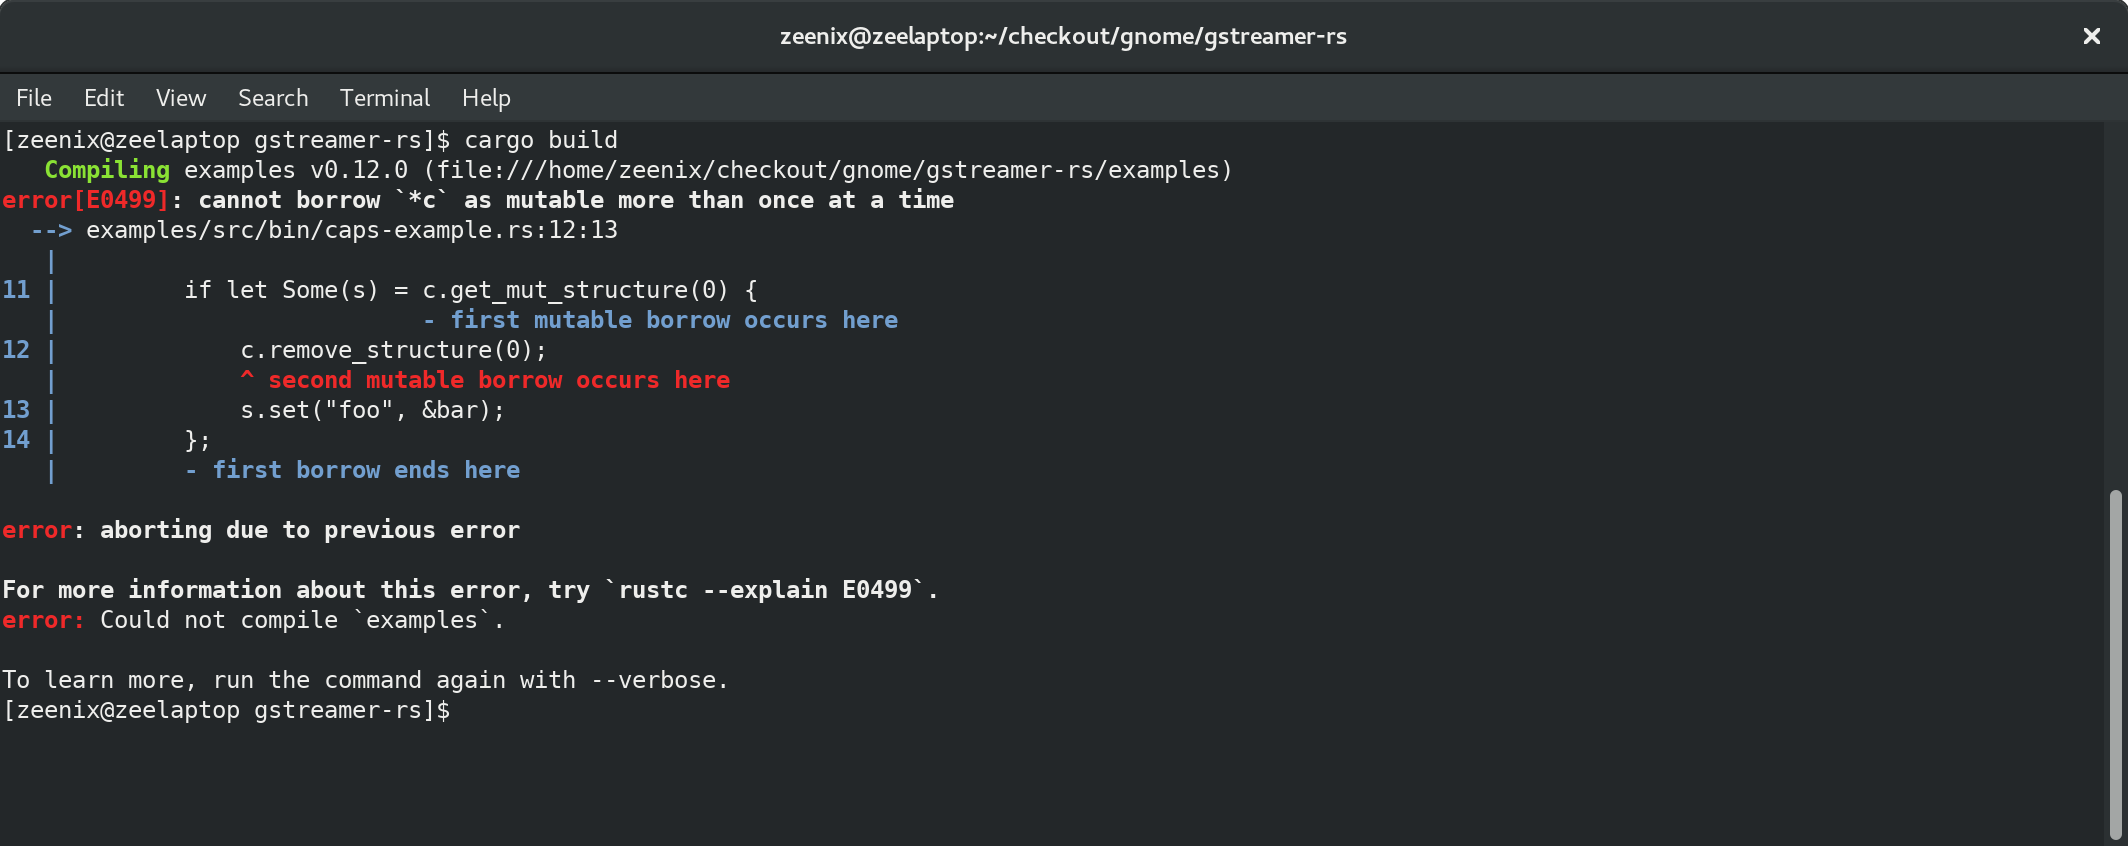 zeenix@zeelaptop:~/checkout/gnome/gstreamer-rs
File Edit View Search Terminal Help
[zeenix@zeelaptop gstreamer-rs]$ cargo build
   Compiling examples v0.12.0 (file:///home/zeenix/checkout/gnome/gstreamer-rs/examples)
error[E0499]: cannot borrow `*c` as mutable more than once at a time
  --> examples/src/bin/caps-example.rs:12:13
   |
11 |         if let Some(s) = c.get_mut_structure(0) {
   |                          - first mutable borrow occurs here
12 |             c.remove_structure(0);
   |             ^ second mutable borrow occurs here
13 |             s.set("foo", &bar);
14 |         };
   |         - first borrow ends here
error: aborting due to previous error
For more information about this error, try `rustc --explain E0499`.
error: Could not compile `examples`.
To learn more, run the command again with --verbose.
[zeenix@zeelaptop gstreamer-rs]$